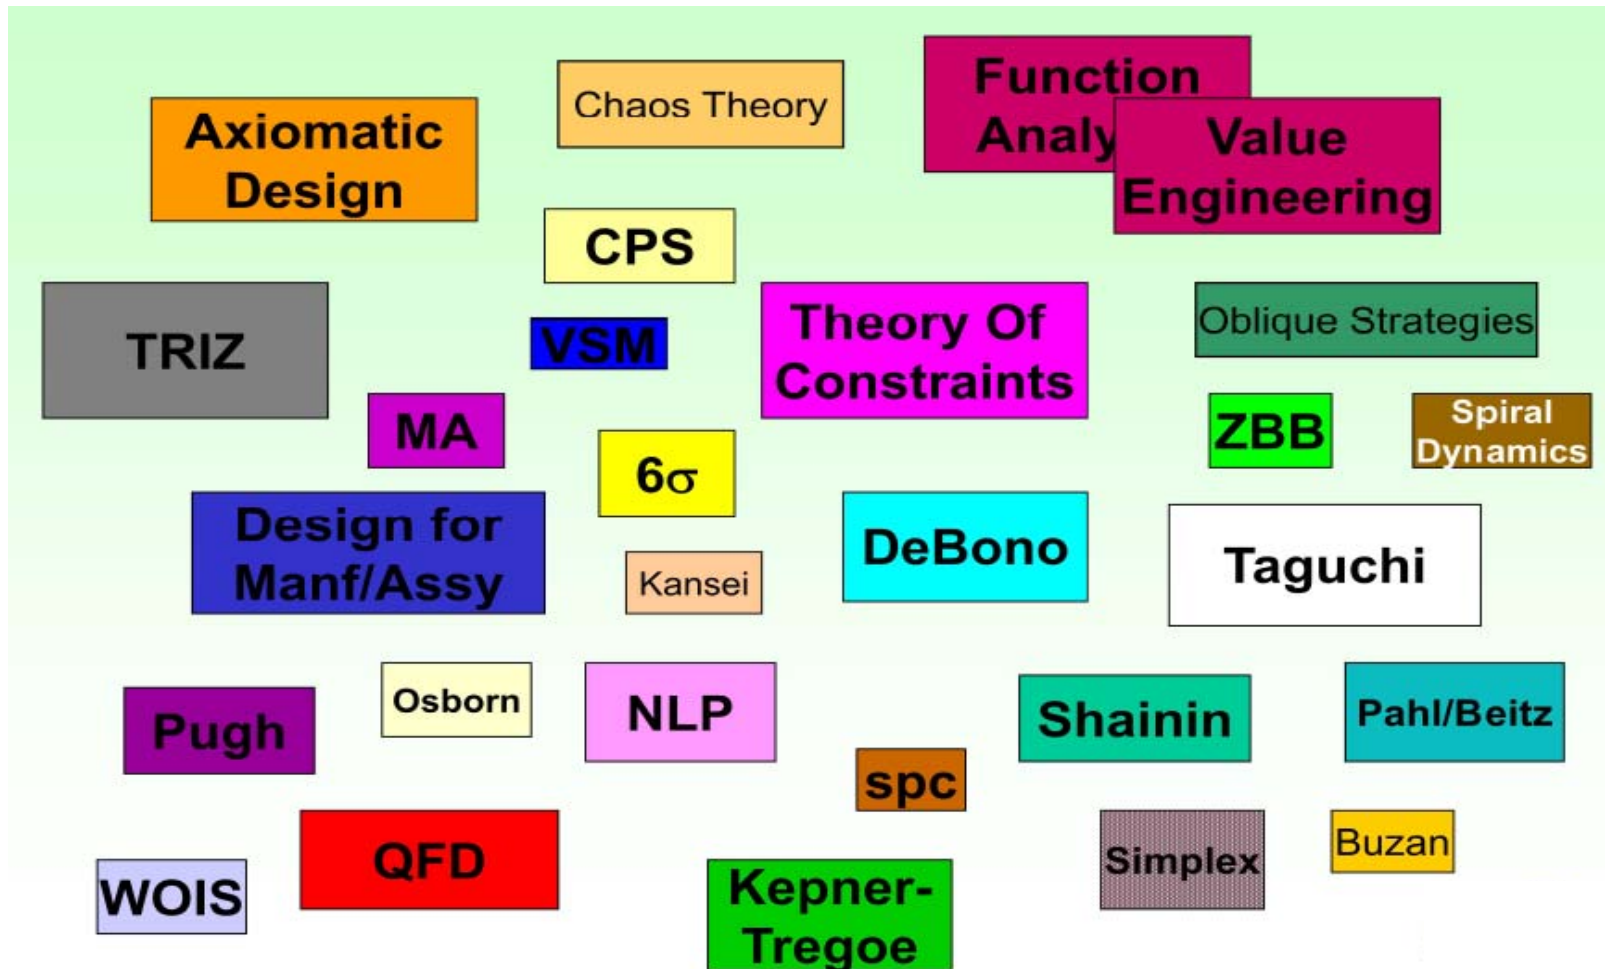 Chaos Theory
Function
Analy
Axiomatic
Design
Value
Engineering
CPS
TRIZ
VSM
Theory Of
Constraints
Oblique Strategies
MA
6σ
ZBB
Spiral
Dynamics
Design for
Manf/Assy
Kansei
DeBono
Taguchi
Pugh
Osborn
NLP
Shainin
Pahl/Beitz
spc
WOIS
QFD
Kepner-
Tregoe
Simplex
Buzan